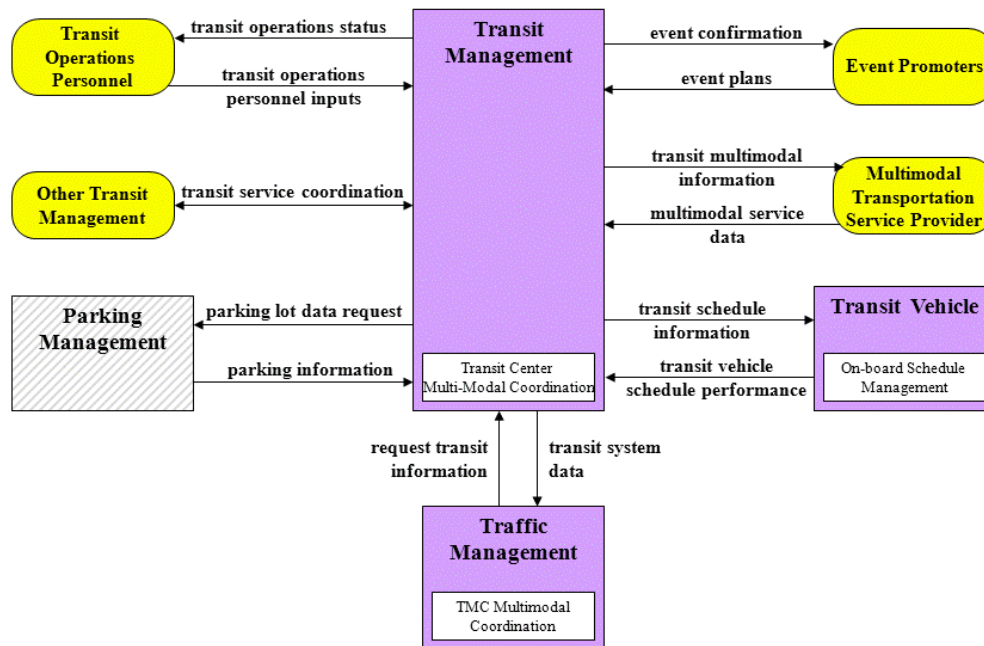 Transit
Operations
Personnel
transit operations status
transit operations
personnel inputs
Transit
Management
event confirmation
event plans
Event Promoters
Other Transit
Management
transit service coordination
transit multimodal
information
multimodal service
data
Multimodal
Transportation
Service Provider
Parking
Management
parking lot data request
parking information
Transit Center
Multi-Modal Coordination
transit schedule
information
transit vehicle
schedule performance
Transit Vehicle
On-board Schedule
Management
request transit
information
transit system
data
Traffic
Management
TMC Multimodal
Coordination